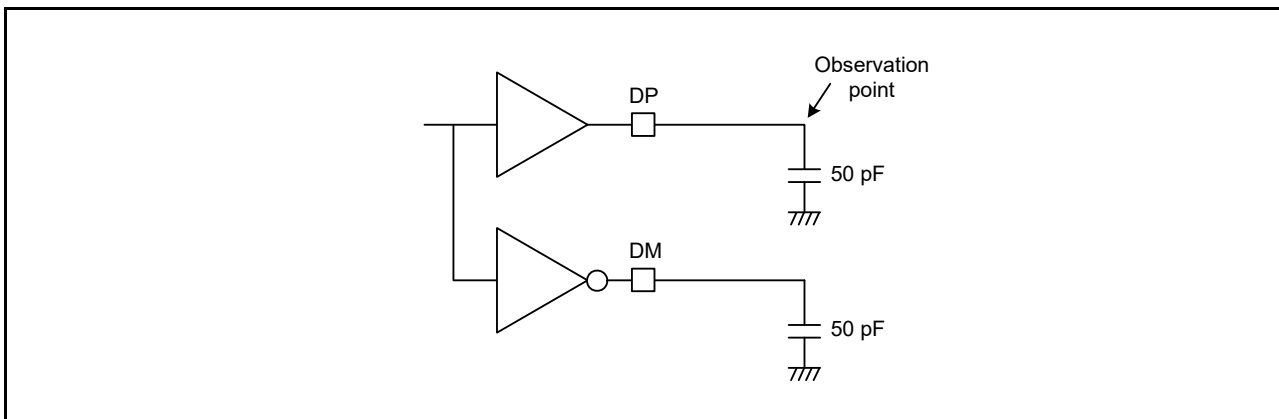 Observation
point
DP
50 pF
DM
50 pF